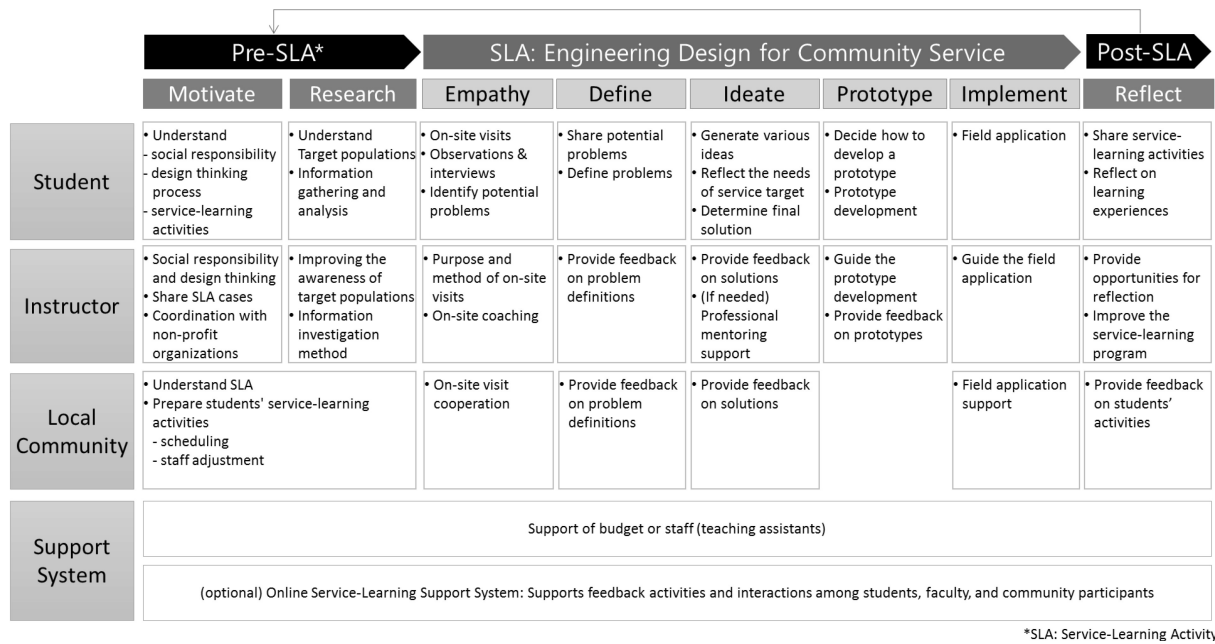 Pre-SLA*
SLA: Engineering Design for Community Service
Post-SLA
Motivate
Research
Empathy
Define
Ideate
Prototype
Implement
Reflect
Student
• Understand
- social responsibility
- design thinking
process
- service-learning
activities
• Understand
Target populations
• Information
gathering and
analysis
• On-site visits
• Observations &
interviews
• Identify potential
problems
• Share potential
problems
• Define problems
• Generate various
ideas
• Reflect the needs
of service target
• Determine final
solution
• Decide how to
develop a
prototype
• Prototype
development
• Field application
• Share service-
learning activities
• Reflect on
learning
experiences
Instructor
• Social responsibility
and design thinking
• Share SLA cases
• Coordination with
non-profit
organizations
• Improving the
awareness of
target populations
• Information
investigation
method
• Purpose and
method of on-site
visits
• On-site coaching
• Provide feedback
on problem
definitions
• Provide feedback
on solutions
• (If needed)
Professional
mentoring
support
• Guide the
prototype
development
• Provide feedback
on prototypes
• Guide the field
application
• Provide
opportunities for
reflection
• Improve the
service-learning
program
Local
Community
• Understand SLA
• Prepare students' service-learning
activities
- scheduling
- staff adjustment
• On-site visit
cooperation
• Provide feedback
on problem
definitions
• Provide feedback
on solutions
• Field application
support
• Provide feedback
on students’
activities
Support
System
Support of budget or staff (teaching assistants)
(optional) Online Service-Learning Support System: Supports feedback activities and interactions among students, faculty, and community participants
*SLA: Service-Learning Activity